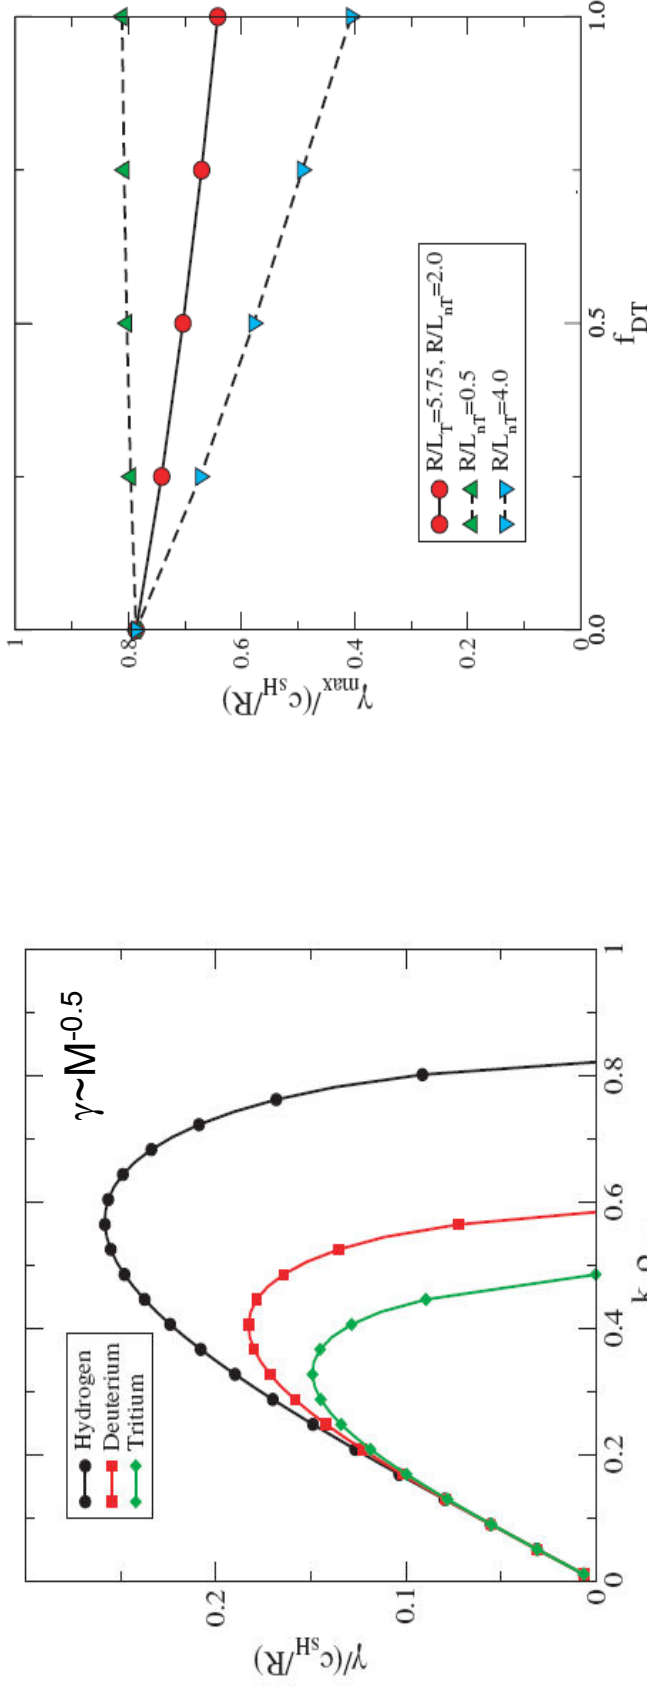 γ~M-0.5
Hydrogen
Deuterium
Tritium
γ/(csH/R)
0.2
0.1
0
0
0.2
0.4
0.6
0.8
1
γmax/(csH/R)
1
0.8
0.6
0.4
0.2
0
0.0
0.5
1.0
fDT
R/LT=5.75, R/LnT=2.0
R/LnT=0.5
R/LnT=4.0